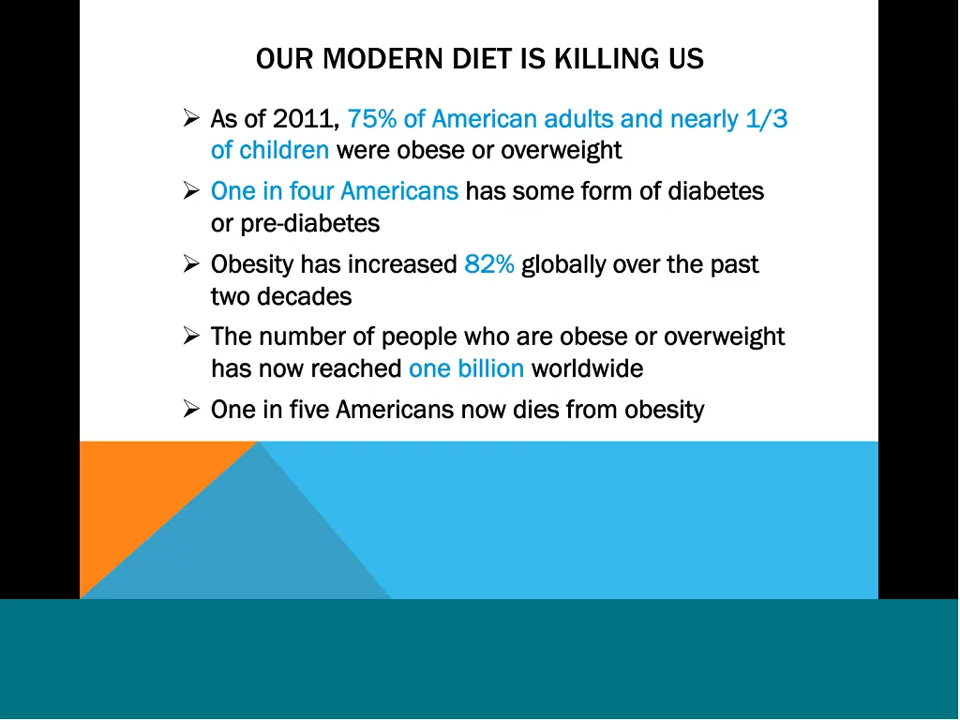 OUR MODERN DIET IS KILLING US
➢ As of 2011, 75% of American adults and nearly 1/3
of children were obese or overweight
➢ One in four Americans has some form of diabetes
or pre-diabetes
➢ Obesity has increased 82% globally over the past
two decades
➢ The number of people who are obese or overweight
has now reached one billion worldwide
➢ One in five Americans now dies from obesity